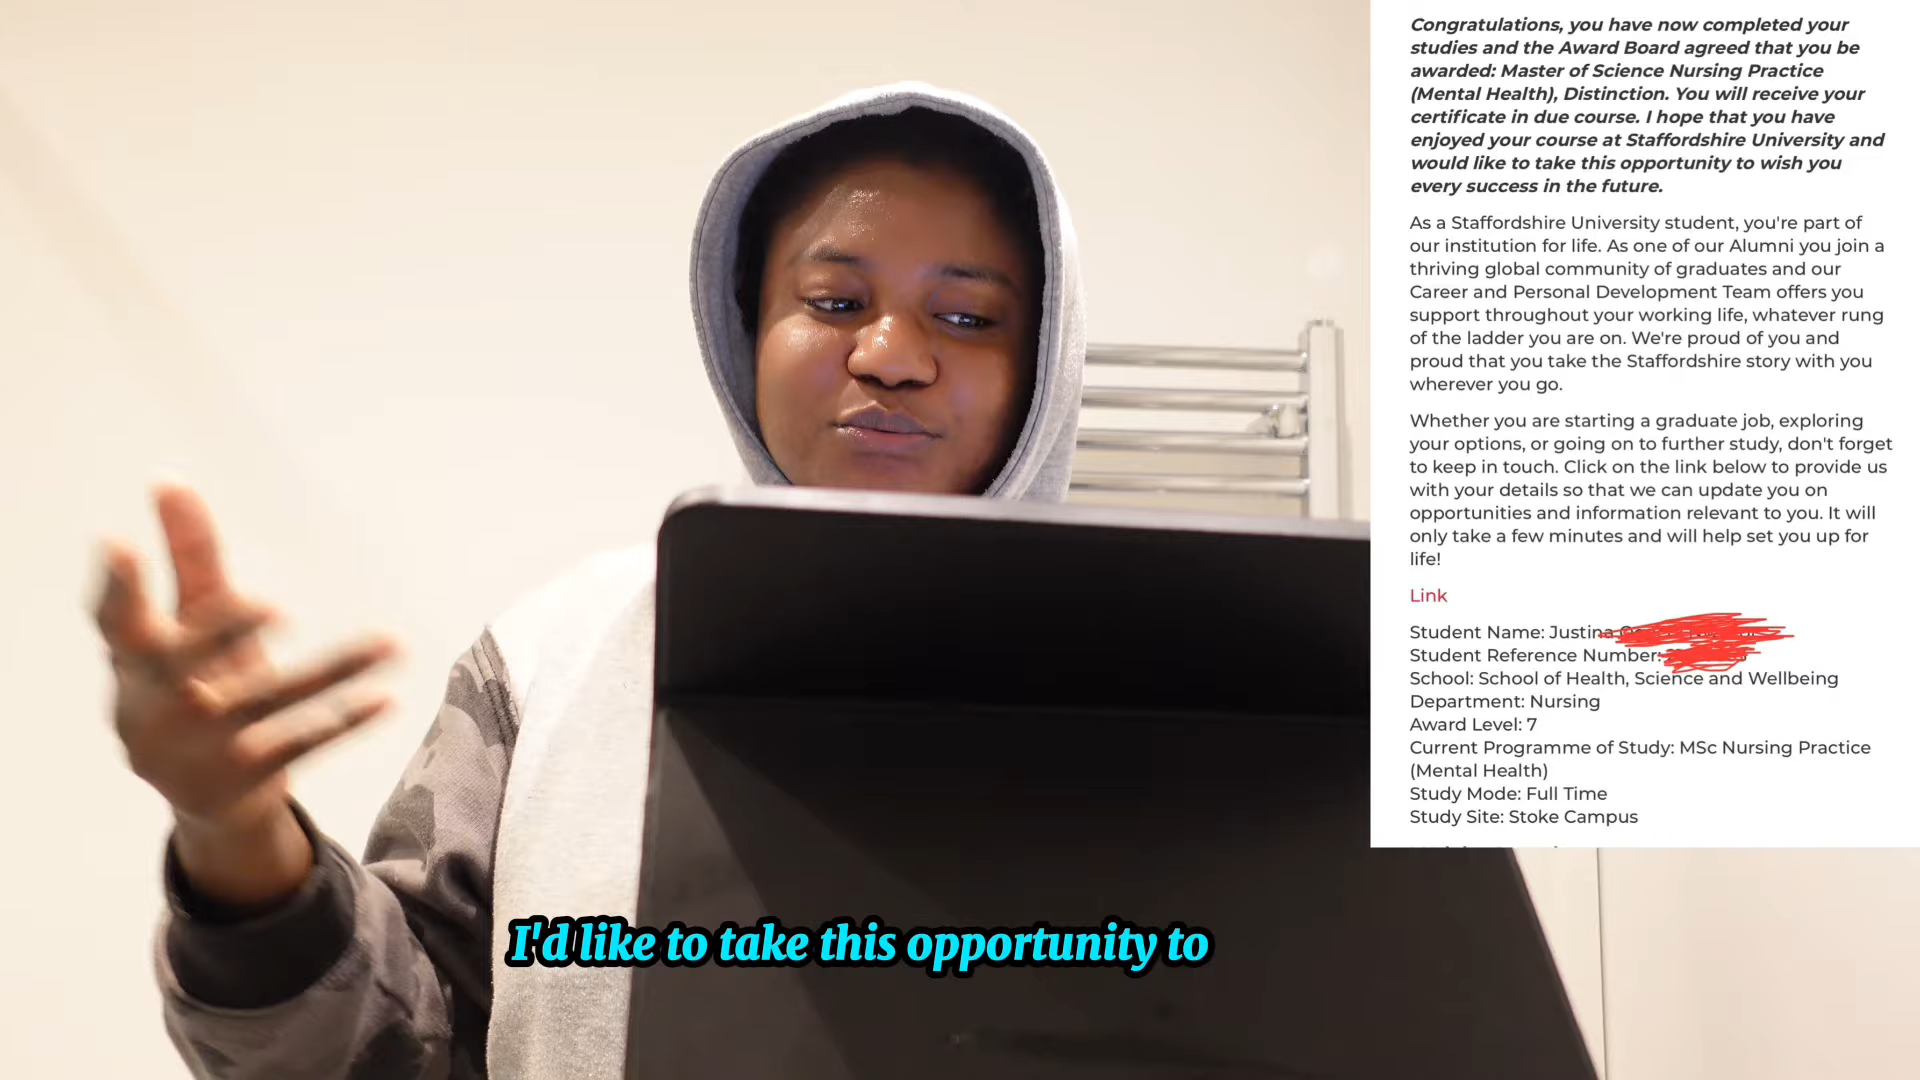 Congratulations, you have now completed your
studies and the Award Board agreed that you be
awarded: Master of Science Nursing Practice
(Mental Health), Distinction. You will receive your
certificate in due course. I hope that you have
enjoyed your course at Staffordshire University and
would like to take this opportunity to wish you
every success in the future.
As a Staffordshire University student, you're part of
our institution for life. As one of our Alumni you join a
thriving global community of graduates and our
Career and Personal Development Team offers you
support throughout your working life, whatever rung
of the ladder you are on. We're proud of you and
proud that you take the Staffordshire story with you
wherever you go.
Whether you are starting a graduate job, exploring
your options, or going on to further study, don't forget
to keep in touch. Click on the link below to provide us
with your details so that we can update you on
opportunities and information relevant to you. It will
only take a few minutes and will help set you up for
life!
Link
Student Name: Justina
Student Reference Number:
School: School of Health, Science and Wellbeing
Department: Nursing
Award Level: 7
Current Programme of Study: MSc Nursing Practice
(Mental Health)
Study Mode: Full Time
Study Site: Stoke Campus
I'd like to take this opportunity to